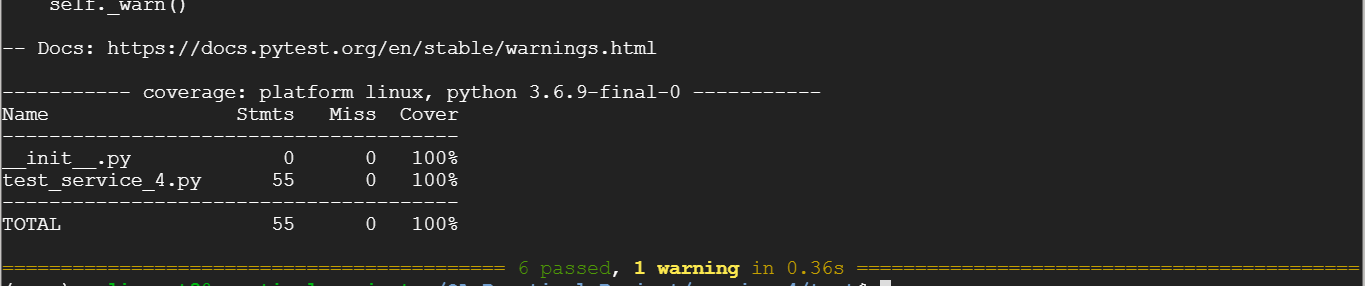 self._warn()
-- Docs: https://docs.pytest.org/en/stable/warnings.html
----------- coverage: platform linux, python 3.6.9-final-0 -----------
Name                Stmts   Miss  Cover
---------------------------------------
__init__.py             0      0   100%
test_service_4.py      55      0   100%
---------------------------------------
TOTAL                  55      0   100%
=========================================== 6 passed, 1 warning in 0.36s ===========================================